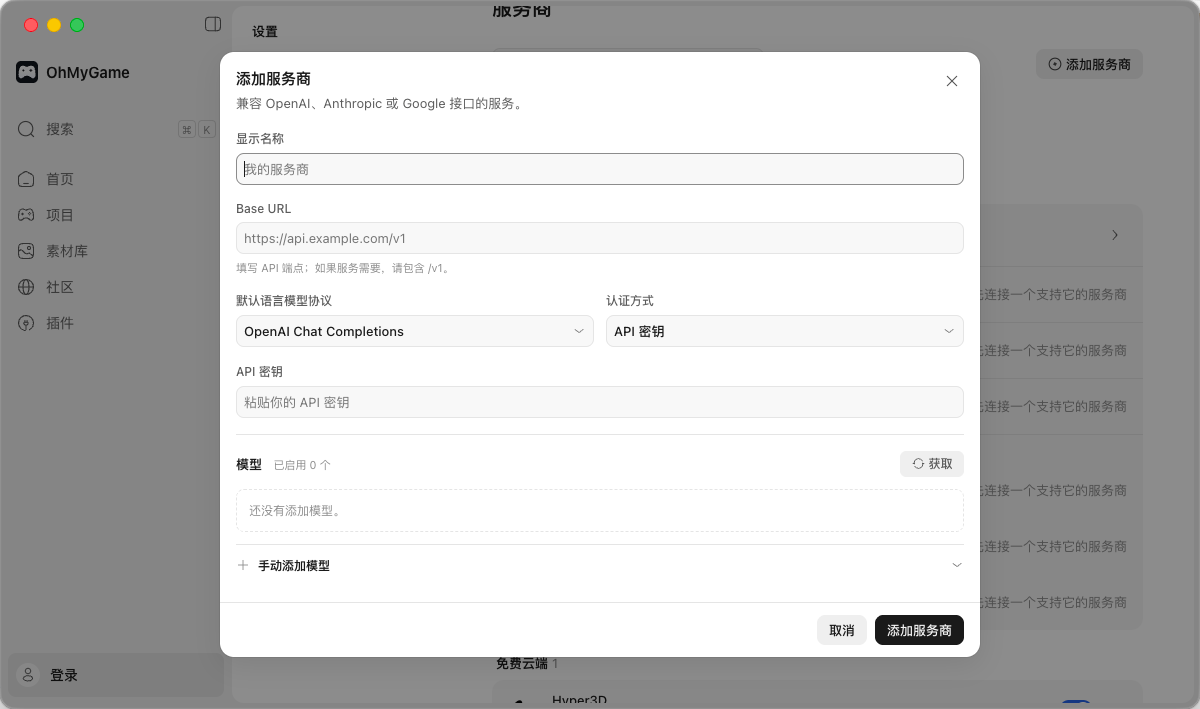 服务商
设置
添加服务商
OhMyGame
搜索
⌘ K
首页
项目
素材库
社区
插件
登录
添加服务商
兼容 OpenAI、Anthropic 或 Google 接口的服务。
显示名称
我的服务商
Base URL
https://api.example.com/v1
填写 API 端点；如果服务需要，请包含 /v1。
默认语言模型协议
认证方式
OpenAI Chat Completions
API 密钥
API 密钥
粘贴你的 API 密钥
模型 已启用 0 个
获取
还没有添加模型。
手动添加模型
取消
添加服务商
连接一个支持它的服务商
连接一个支持它的服务商
连接一个支持它的服务商
连接一个支持它的服务商
连接一个支持它的服务商
连接一个支持它的服务商
免费云端 1
Hyper3D